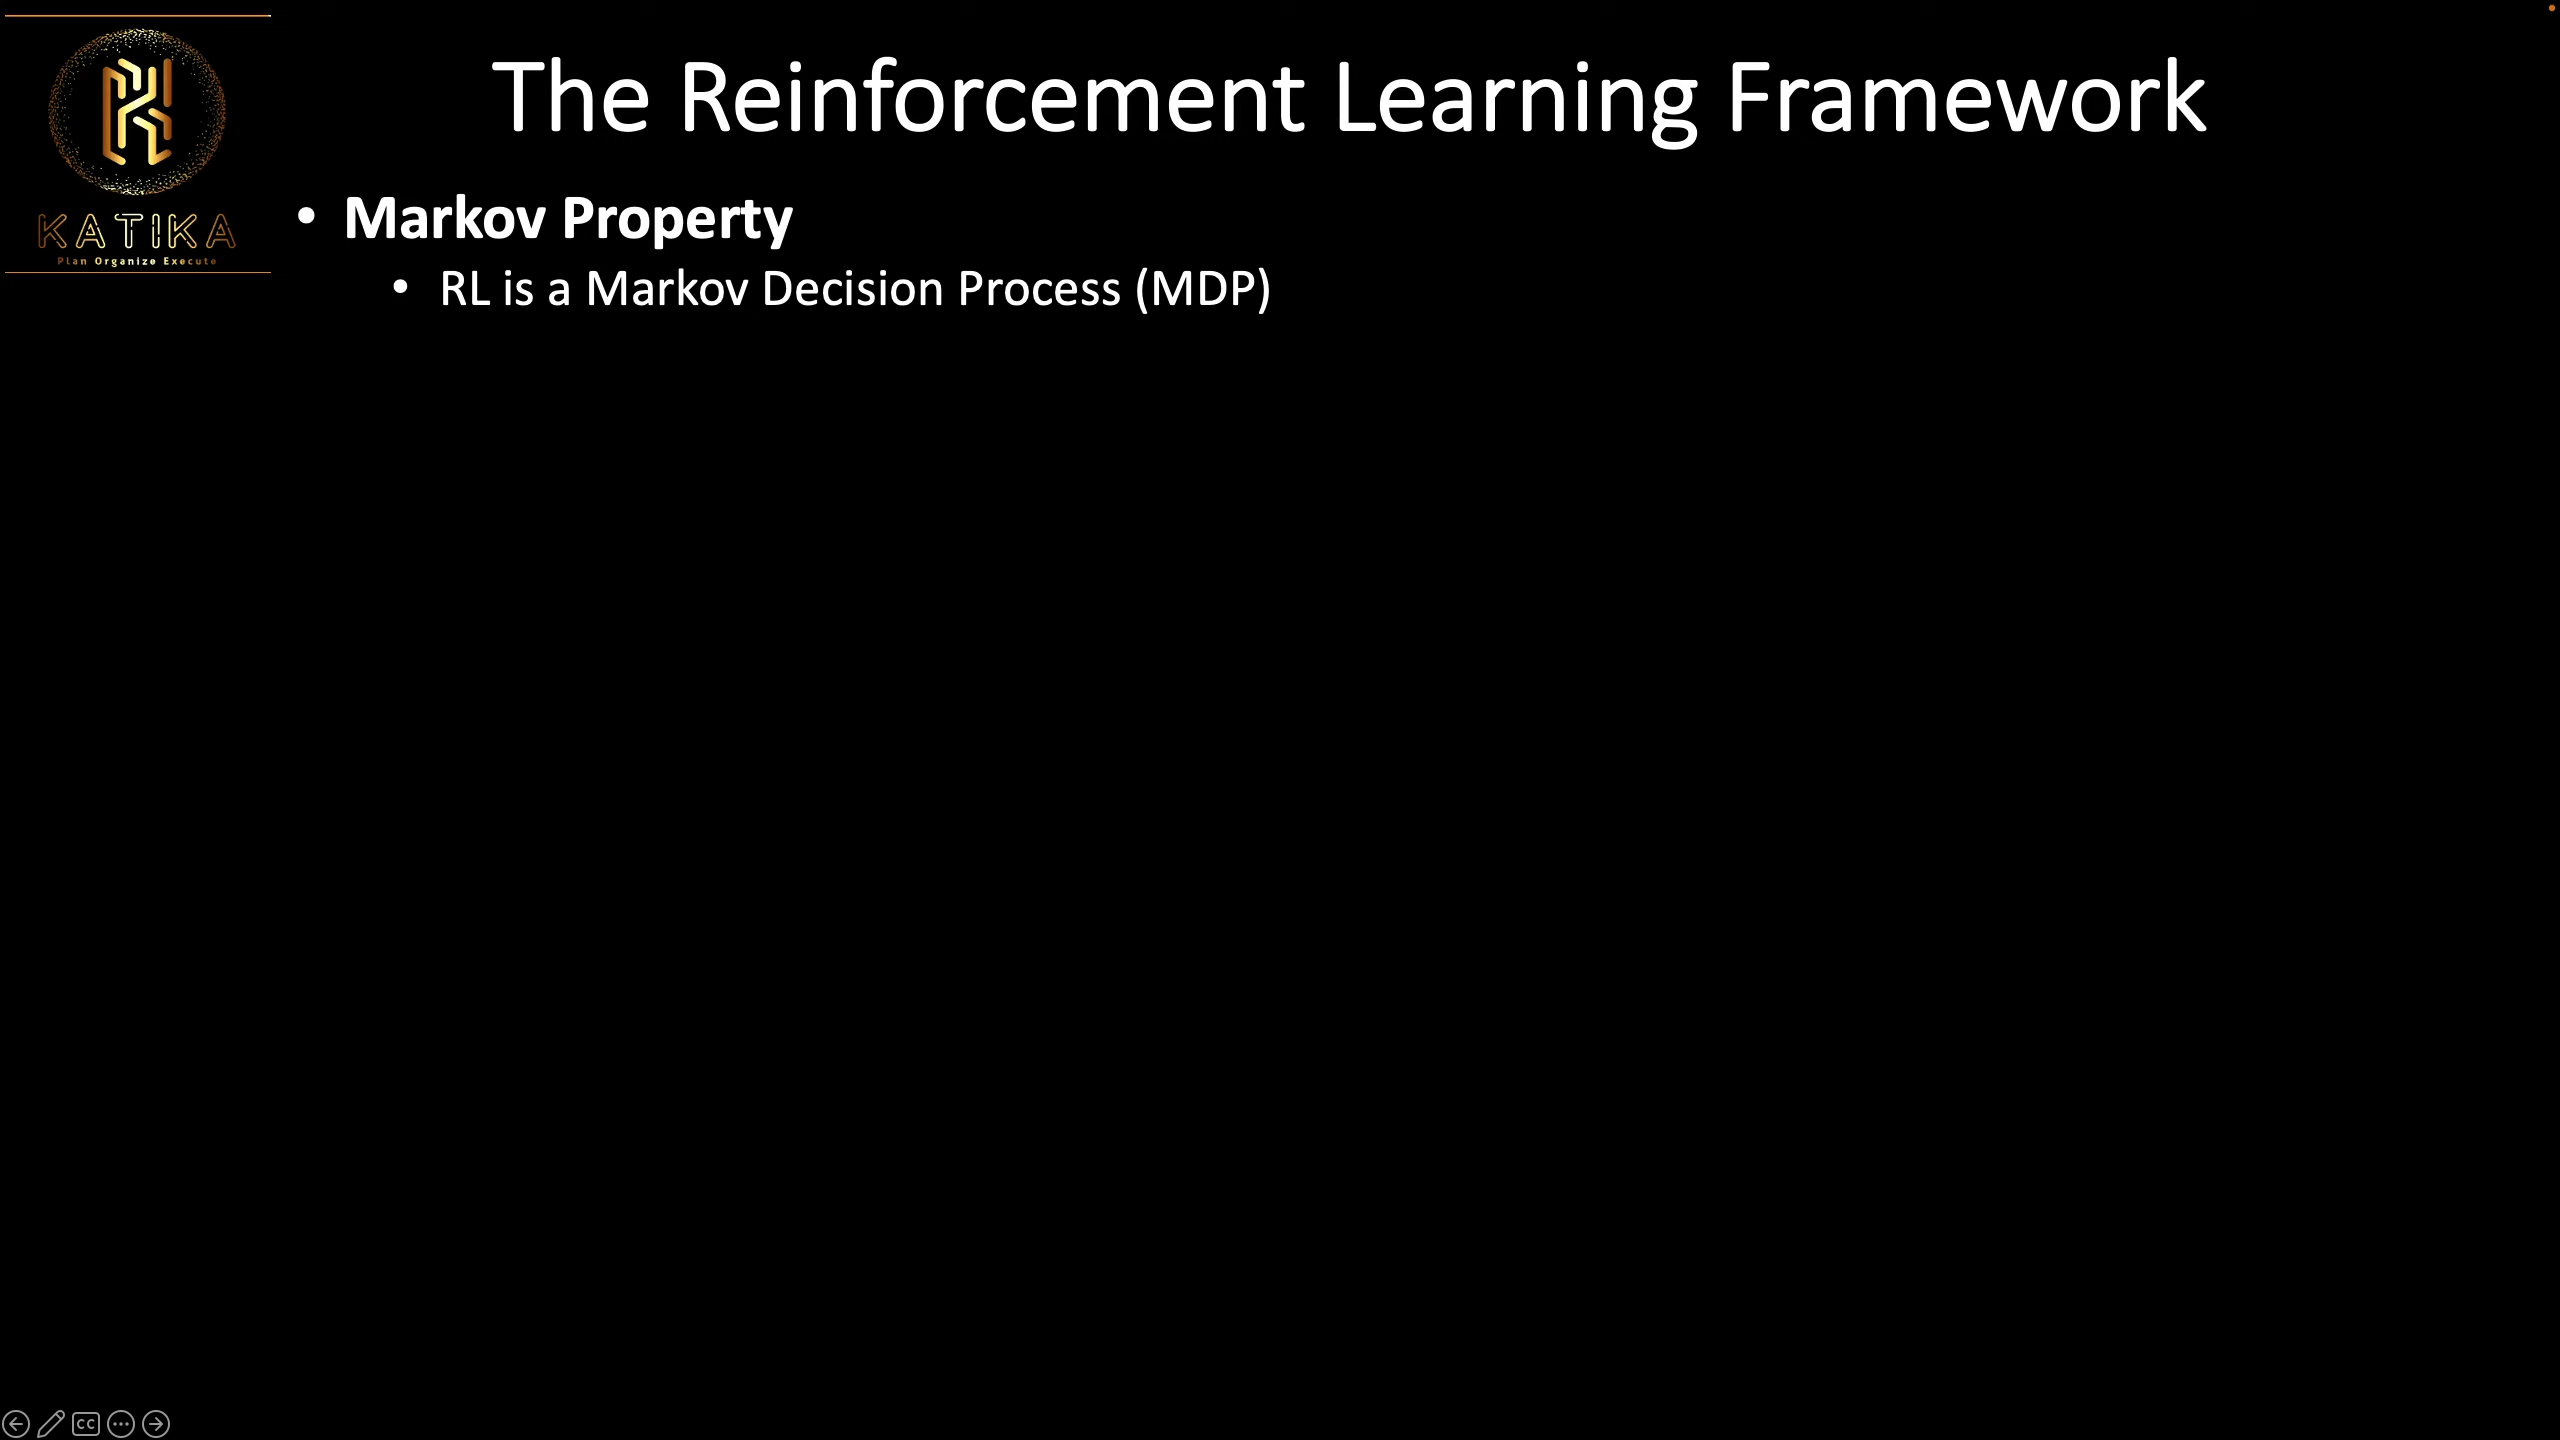 The Reinforcement Learning Framework
KATIKA
Plan Organize Execute
• Markov Property
• RL is a Markov Decision Process (MDP)
CC